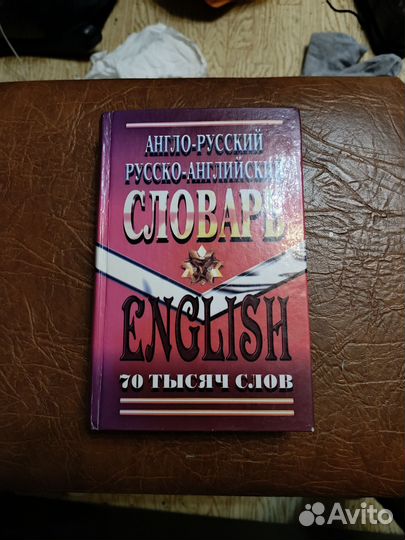 АНГЛО-РУССКИЙ
РУССКО-АНГЛИЙСКИЙ
СЛОВАРЬ
ENGLISH
70 ТЫСЯЧ СЛОВ
Avito